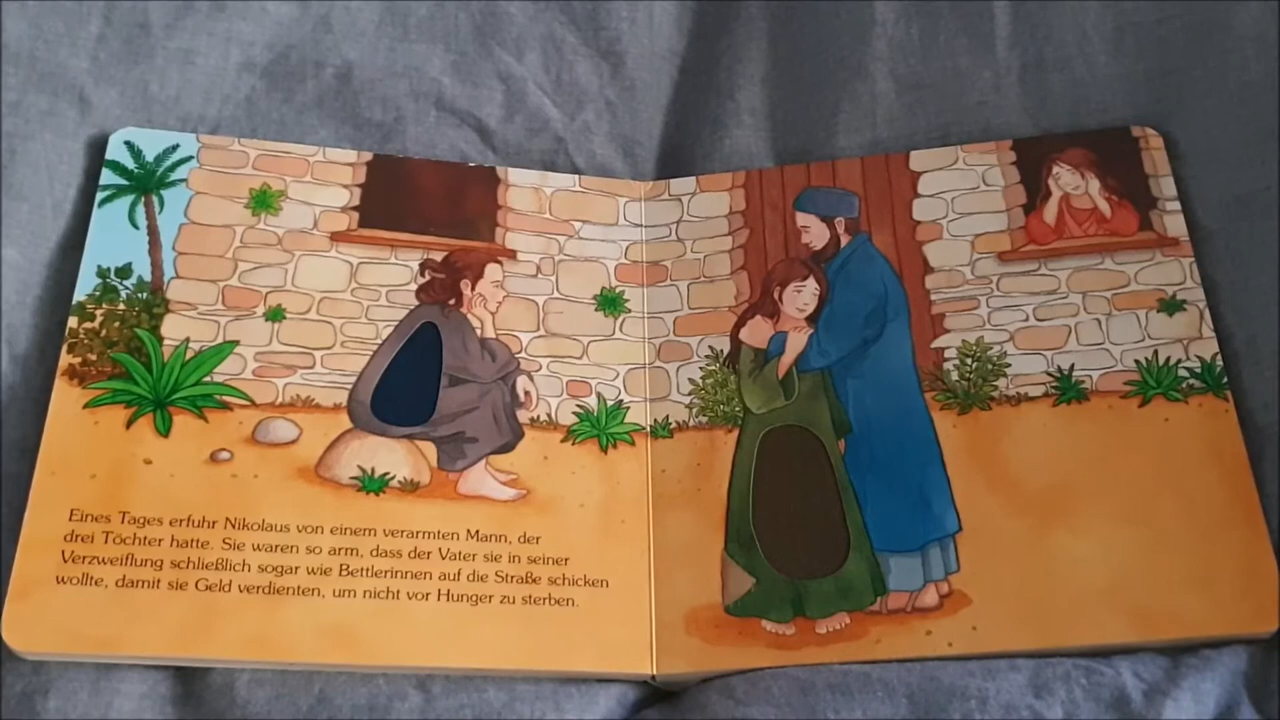 Eines Tages erfuhr Nikolaus von einem verarmten Mann, der
drei Töchter hatte. Sie waren so arm, dass der Vater sie in seiner
Verzweiflung schließlich sogar wie Bettlerinnen auf die Straße schicken
wollte, damit sie Geld verdienten, um nicht vor Hunger zu sterben.